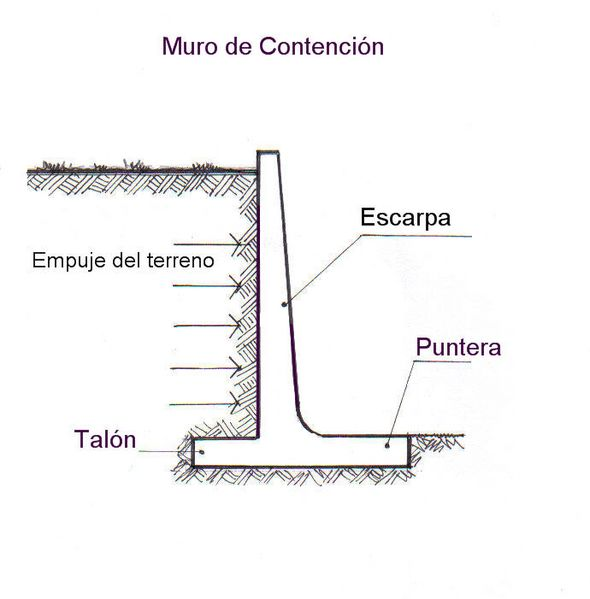 Muro de Contención
Escarpa
Empuje del terreno
Puntera
Talón